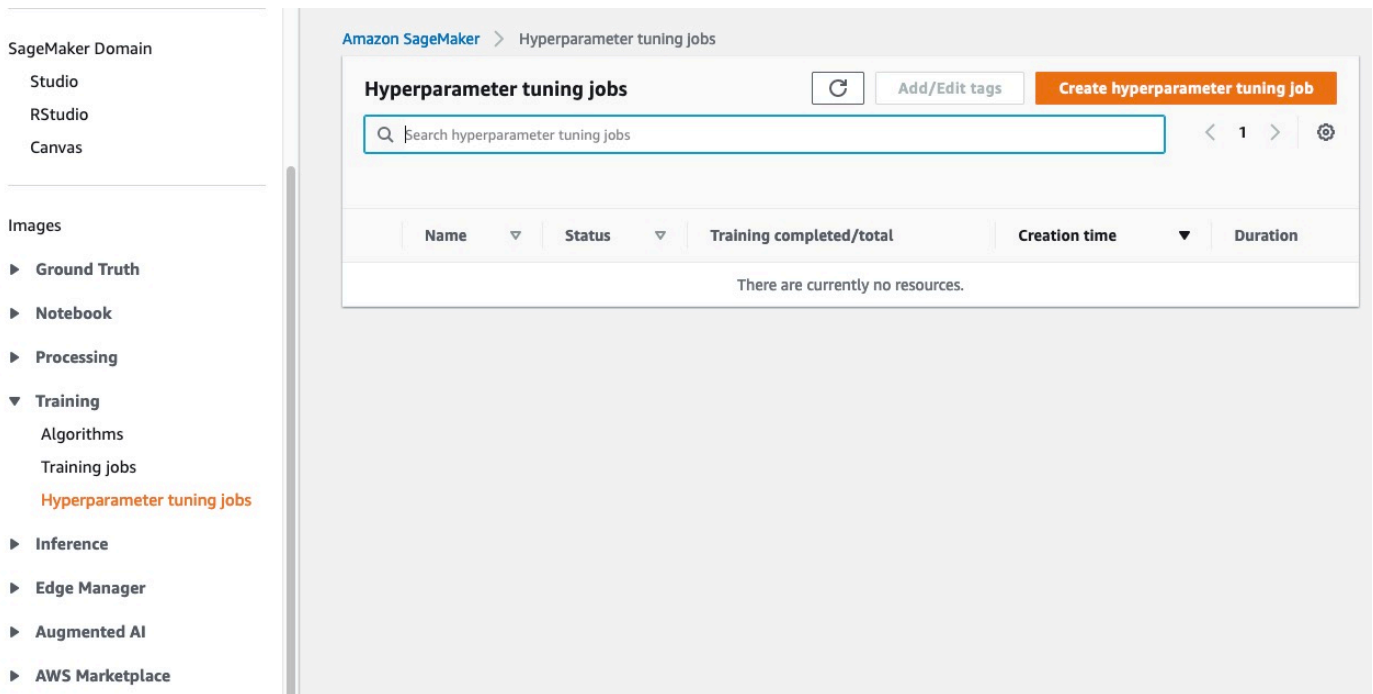 SageMaker Domain
Studio
RStudio
Canvas
Images
Ground Truth
Notebook
Processing
Training
Algorithms
Training jobs
Hyperparameter tuning jobs
Inference
Edge Manager
Augmented AI
AWS Marketplace
Amazon SageMaker > Hyperparameter tuning jobs
Hyperparameter tuning jobs Add/Edit tags Create hyperparameter tuning job
Search hyperparameter tuning jobs < 1 >
Name Status Training completed/total Creation time Duration
There are currently no resources.